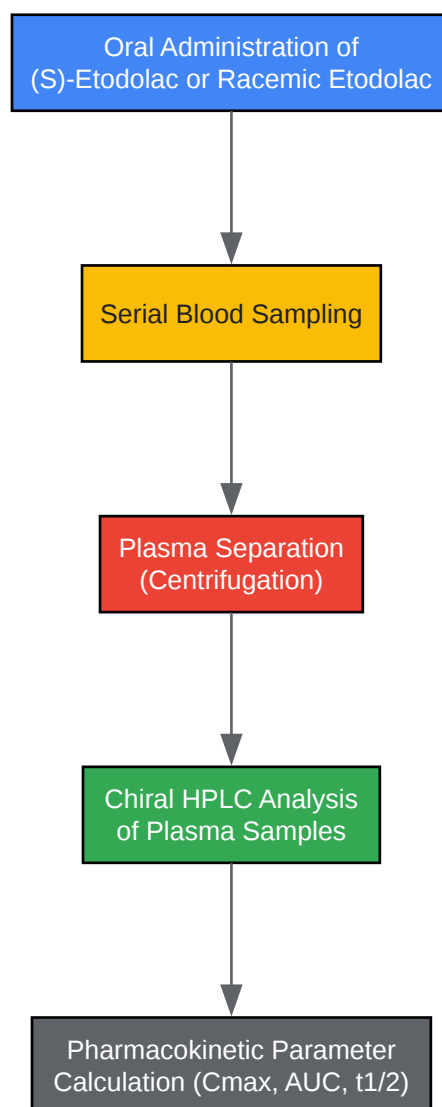 Oral Administration of
(S)-Etodolac or Racemic Etodolac
Serial Blood Sampling
Plasma Separation
(Centrifugation)
Chiral HPLC Analysis
of Plasma Samples
Pharmacokinetic Parameter
Calculation (Cmax, AUC, t1/2)